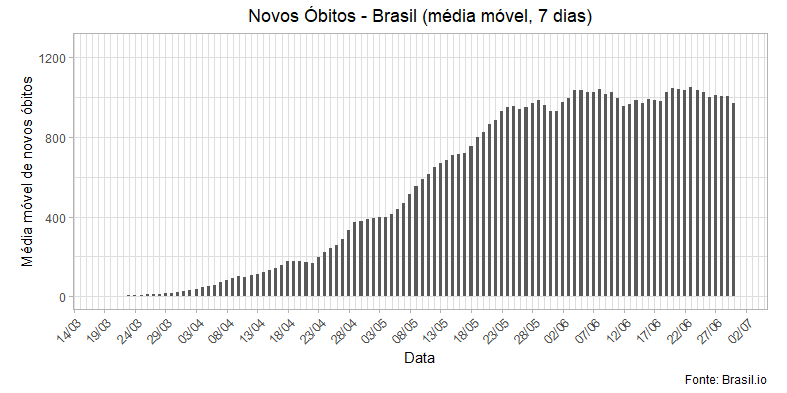 Novos Óbitos - Brasil (média móvel, 7 dias)
Média móvel de novos óbitos
1200
800
400
0
14/03 19/03 24/03 29/03 03/04 08/04 13/04 18/04 23/04 28/04 03/05 08/05 13/05 18/05 23/05 28/05 02/06 07/06 12/06 17/06 22/06 27/06 02/07
Data
Fonte: Brasil.io